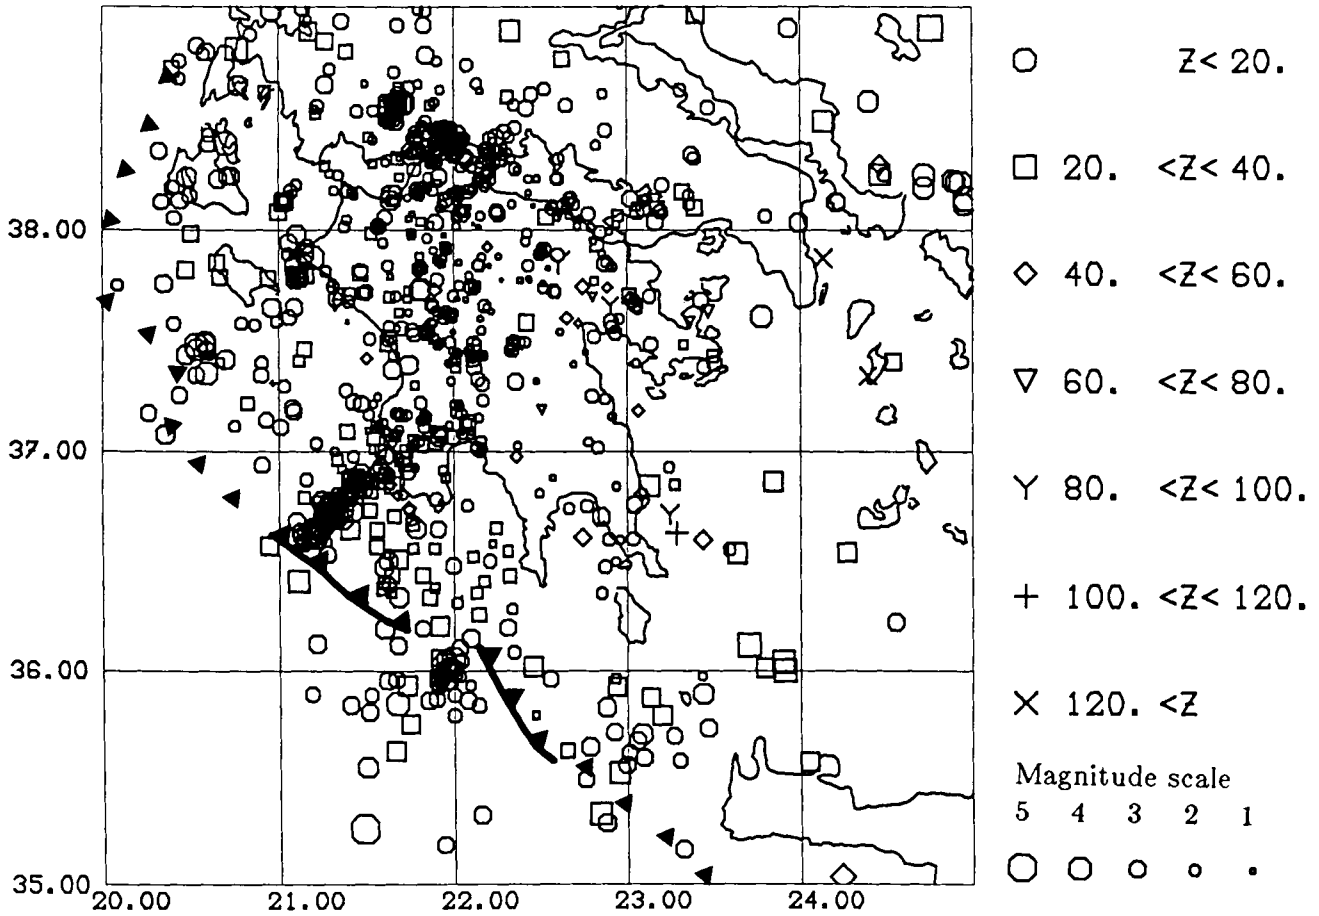 38.00
37.00
36.00
35.00
20.00 21.00 22.00 23.00 24.00
Z< 20.
20. <Z< 40.
40. <Z< 60.
60. <Z< 80.
80. <Z< 100.
100. <Z< 120.
120. <Z
Magnitude scale
5 4 3 2 1